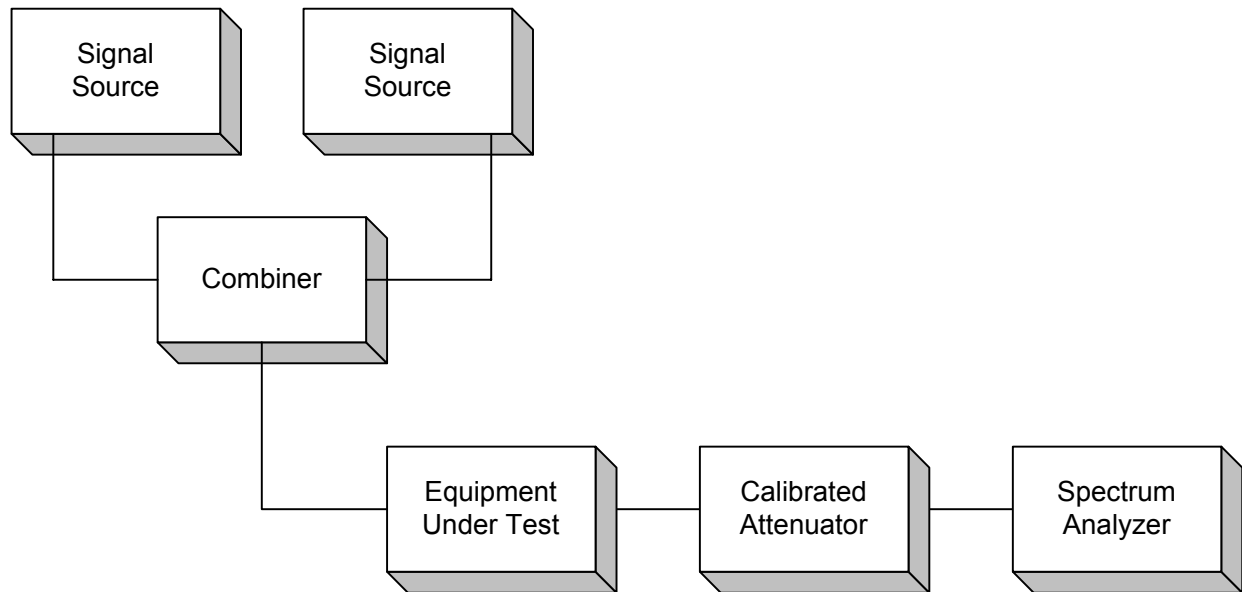 Signal
Source
Signal
Source
Combiner
Equipment
Under Test
Calibrated
Attenuator
Spectrum
Analyzer